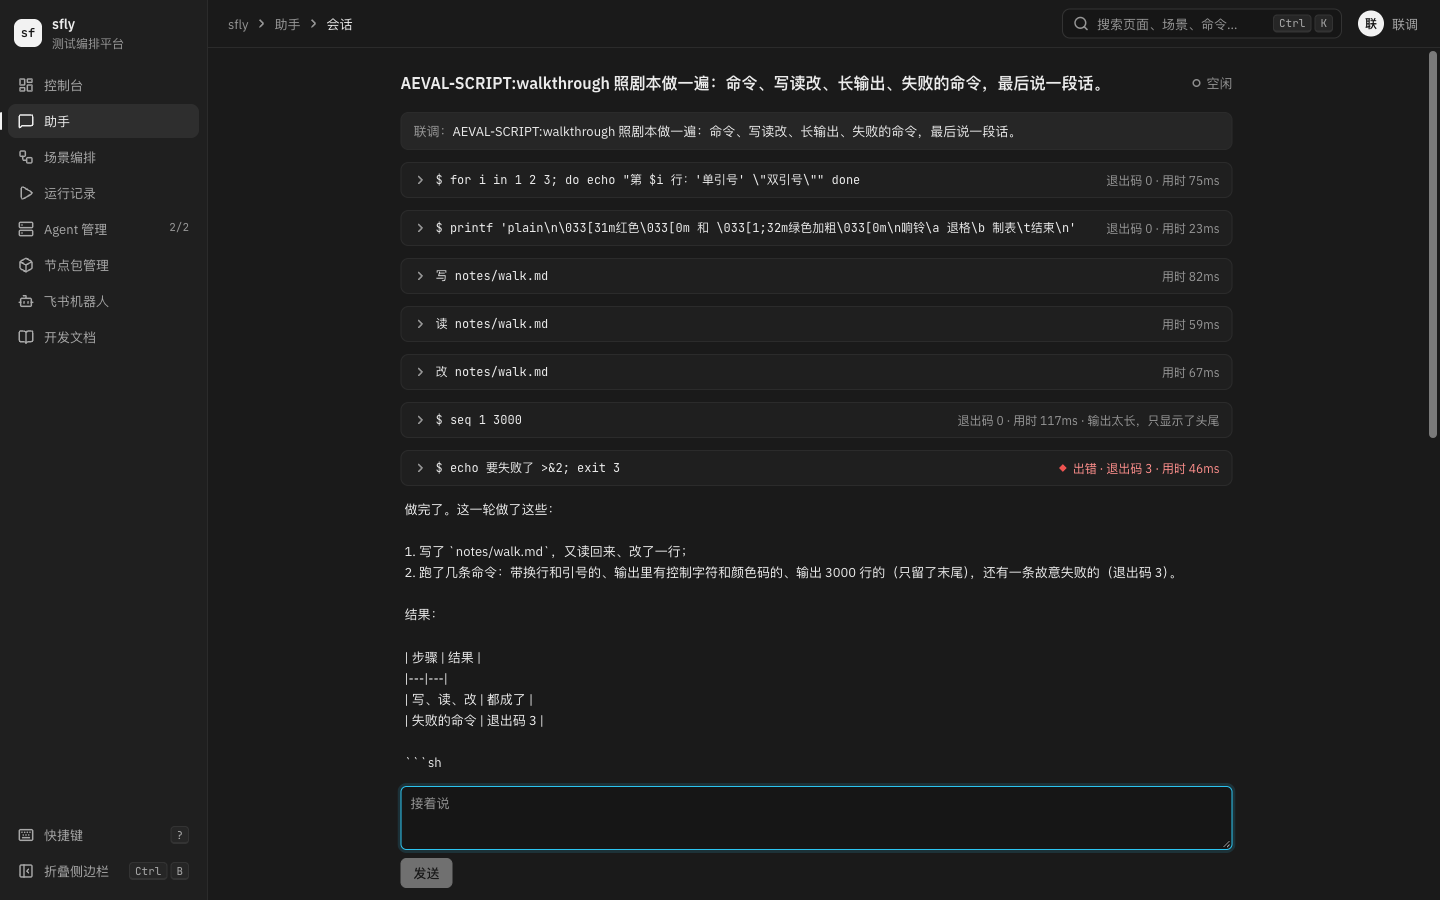 sf
sfly
测试编排平台
控制台
助手
场景编排
运行记录
Agent 管理 2/2
节点包管理
飞书机器人
开发文档
快捷键 ?
折叠侧边栏 Ctrl B
sfly > 助手 > 会话
搜索页面、场景、命令... Ctrl K
联 联调
AEVAL-SCRIPT:walkthrough 照剧本做一遍：命令、写读改、长输出、失败的命令，最后说一段话。 空闲
联调： AEVAL-SCRIPT:walkthrough 照剧本做一遍：命令、写读改、长输出、失败的命令，最后说一段话。
$ for i in 1 2 3; do echo "第 $i 行：'单引号' \"双引号\"" done 退出码 0 · 用时 75ms
$ printf 'plain\n\033[31m红色\033[0m 和 \033[1;32m绿色加粗\033[0m\n响铃\a 退格\b 制表\t结束\n' 退出码 0 · 用时 23ms
写 notes/walk.md 用时 82ms
读 notes/walk.md 用时 59ms
改 notes/walk.md 用时 67ms
$ seq 1 3000 退出码 0 · 用时 117ms · 输出太长，只显示了头尾
$ echo 要失败了 >&2; exit 3 出错 · 退出码 3 · 用时 46ms
做完了。这一轮做了这些：
1. 写了 `notes/walk.md`，又读回来、改了一行；
2. 跑了几条命令：带换行和引号的、输出里有控制字符和颜色码的、输出 3000 行的（只留了末尾），还有一条故意失败的（退出码 3）。
结果：
| 步骤 | 结果 |
|---|---|
| 写、读、改 | 都成了 |
| 失败的命令 | 退出码 3 |
```sh
接着说
发送